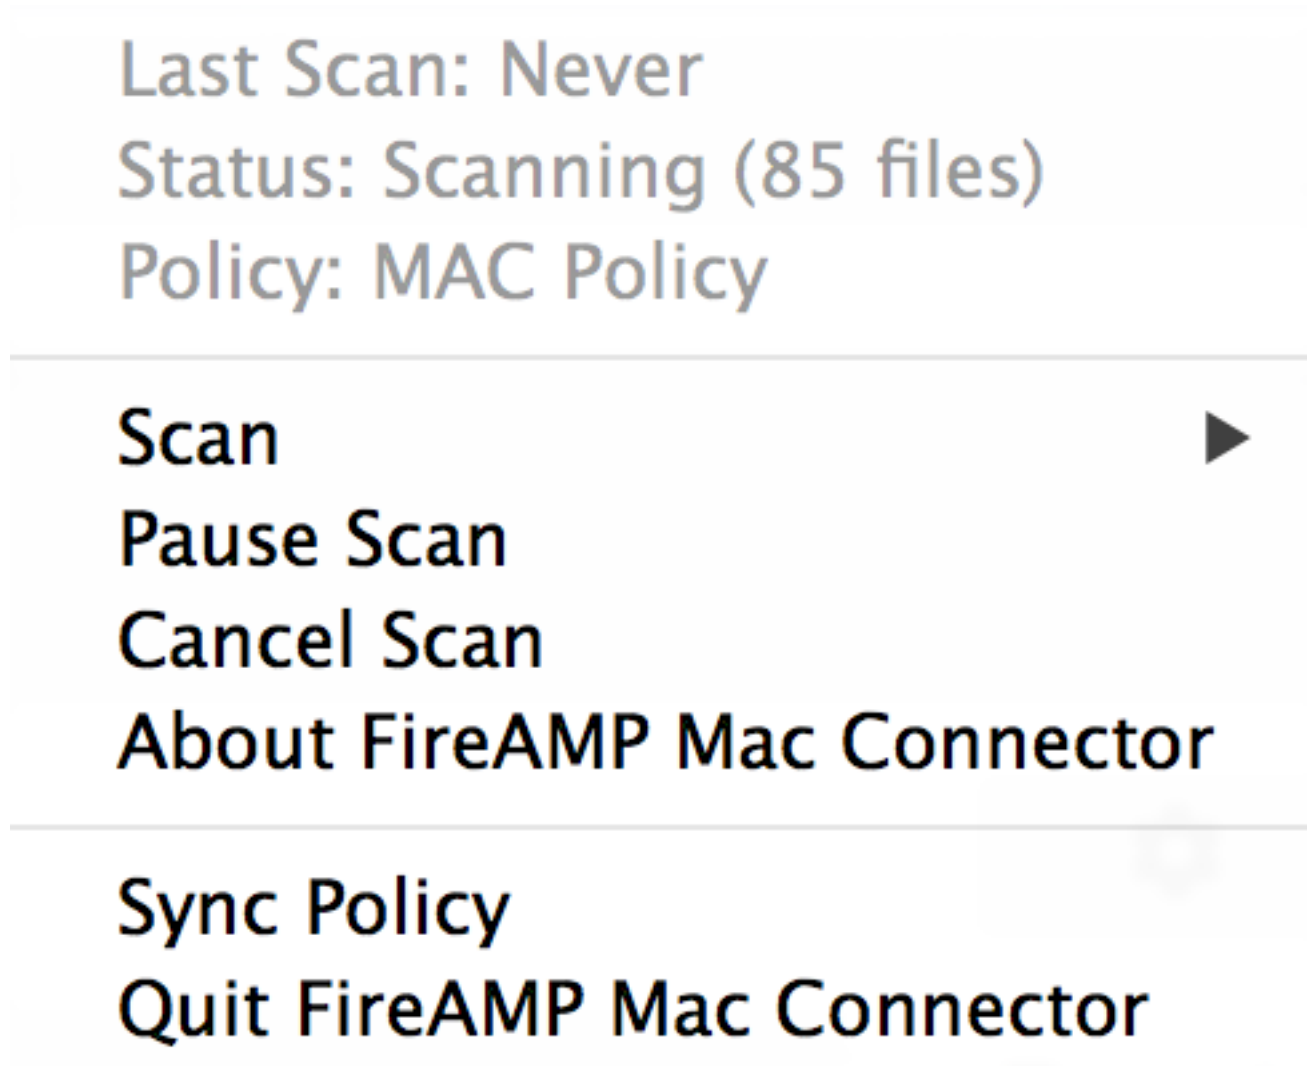 Last Scan: Never
Status: Scanning (85 files)
Policy: MAC Policy
Scan
Pause Scan
Cancel Scan
About FireAMP Mac Connector
Sync Policy
Quit FireAMP Mac Connector